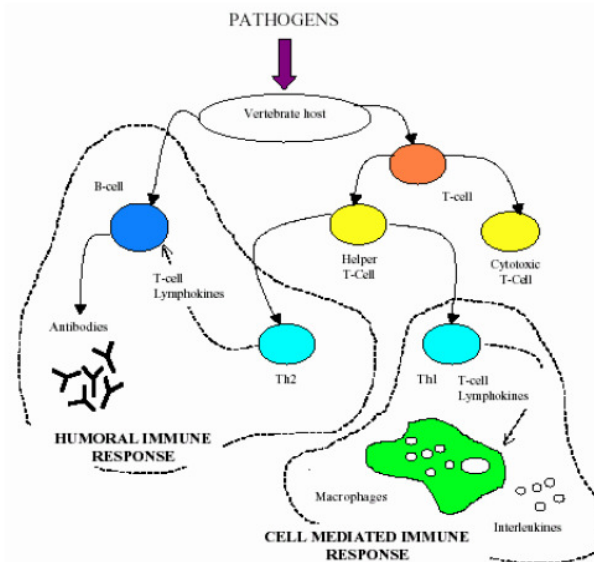 PATHOGENS
Vertebrate host
B-cell
T-cell
Helper
T-Cell
Cytotoxic
T-Cell
T-cell
Lymphokines
Antibodies
Th2
Th1
T-cell
Lymphokines
HUMORAL IMMUNE
RESPONSE
Macrophages
Interleukines
CELL MEDIATED IMMUNE
RESPONSE